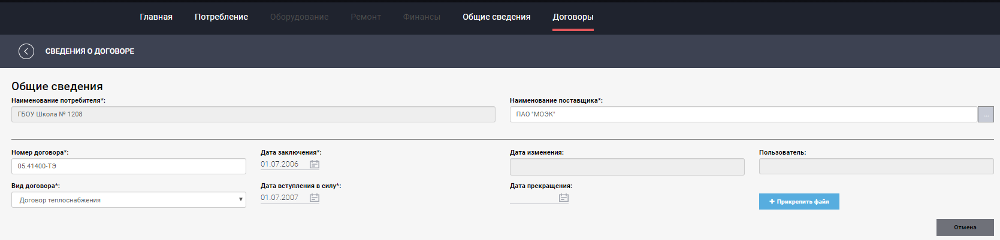 Главная Потребление Оборудование Ремонт Финансы Общие сведения Договоры
СВЕДЕНИЯ О ДОГОВОРЕ
Общие сведения
Наименование потребителя*: Наименование поставщика*:
ГБОУ Школа № 1208 ПАО "МОЭК" ...
Номер договора*: Дата заключения*: Дата изменения: Пользователь:
05.41400-ТЭ 01.07.2006
Вид договора*: Дата вступления в силу*: Дата прекращения:
Договор теплоснабжения 01.07.2007
+ Прикрепить файл
Отмена